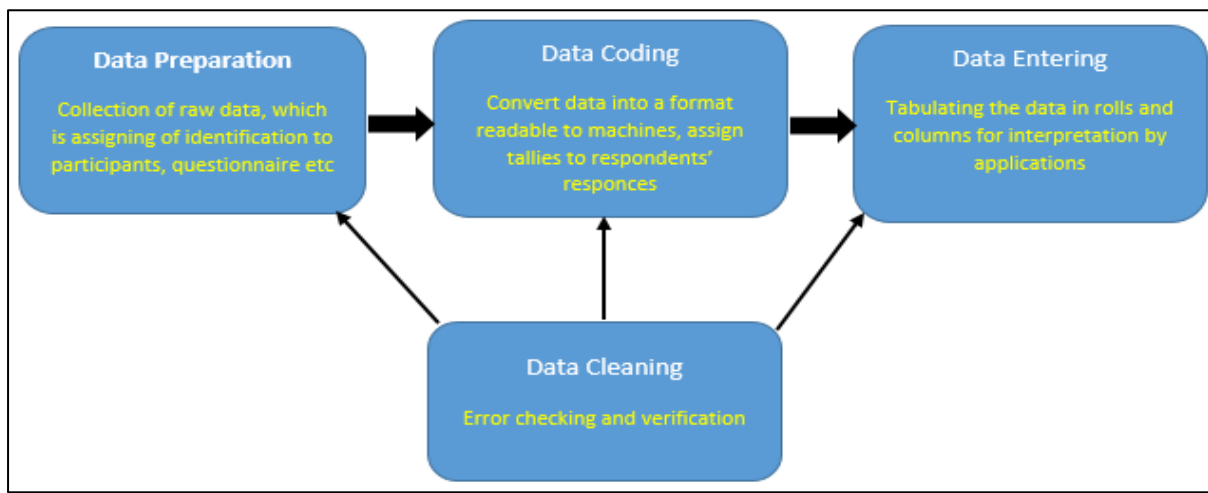 Data Preparation
Collection of raw data, which
is assigning of identification to
participants, questionnaire etc
Data Coding
Convert data into a format
readable to machines, assign
tallies to respondents’
responces
Data Entering
Tabulating the data in rolls and
columns for interpretation by
applications
Data Cleaning
Error checking and verification